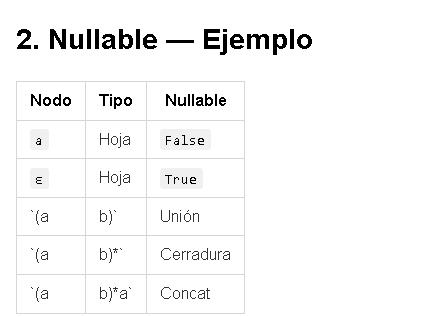 2. Nullable — Ejemplo
Nodo Tipo Nullable
a Hoja False
ε Hoja True
`(a b)` Unión
`(a b)*` Cerradura
`(a b)*a` Concat